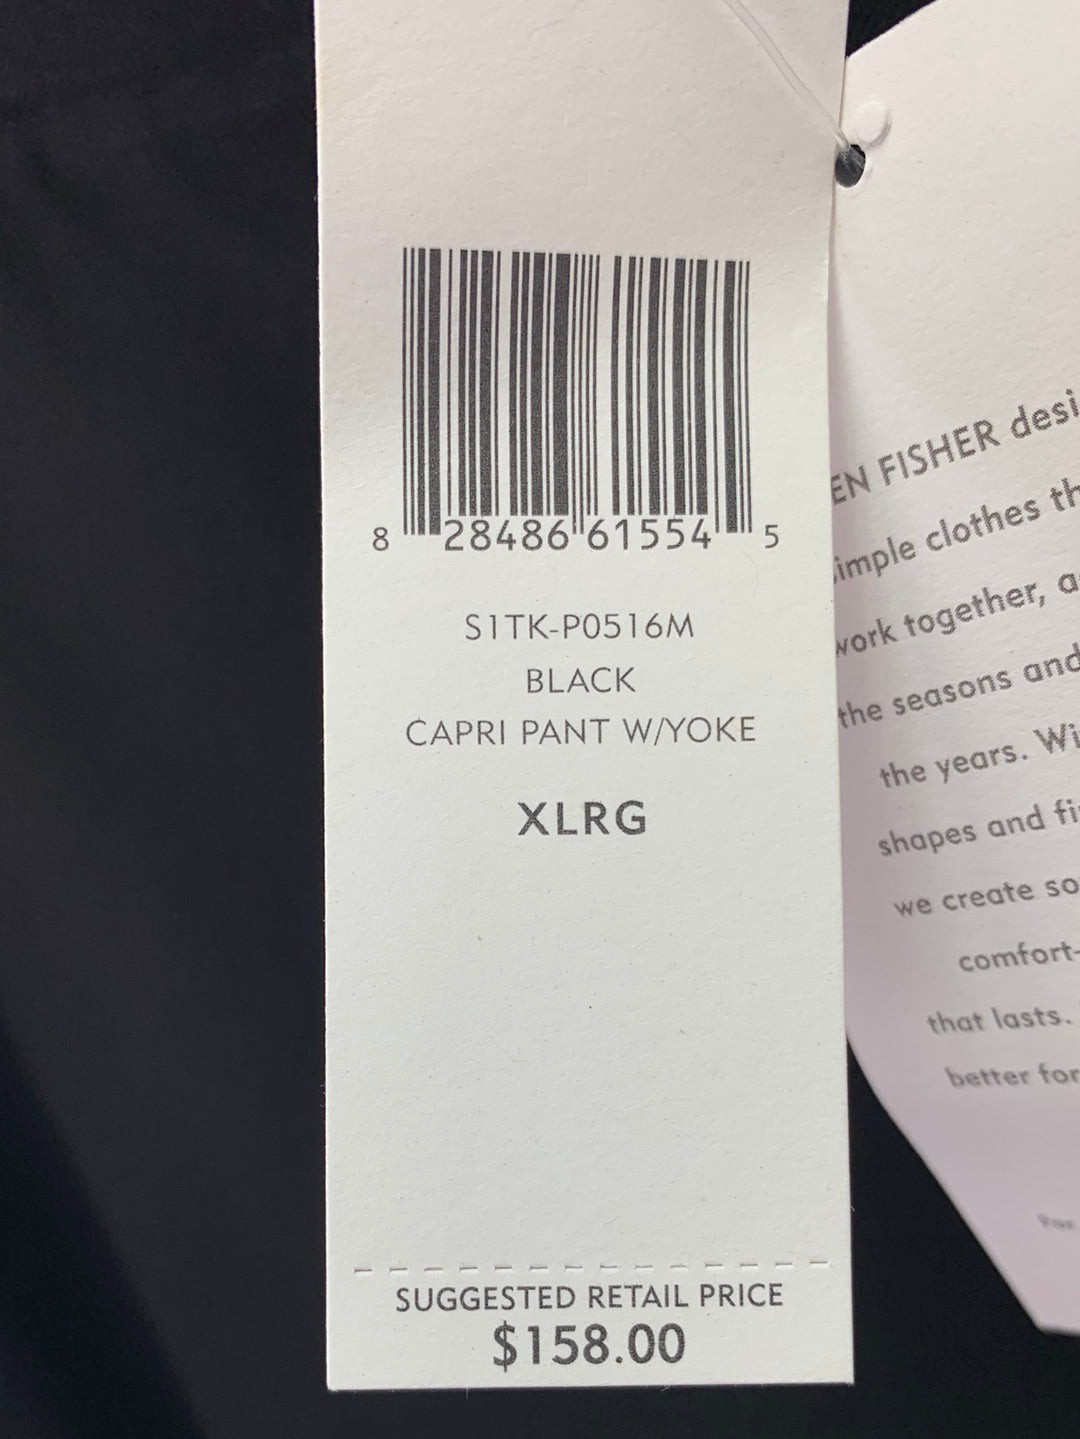 8 28486 61554 5
S1TK-P0516M
BLACK
CAPRI PANT W/YOKE
XLRG
SUGGESTED RETAIL PRICE
$158.00
EN FISHER desi
imple clothes th
work together, a
the seasons and
the years. Wi
shapes and fi
we create so
comfort-
that lasts.
better for